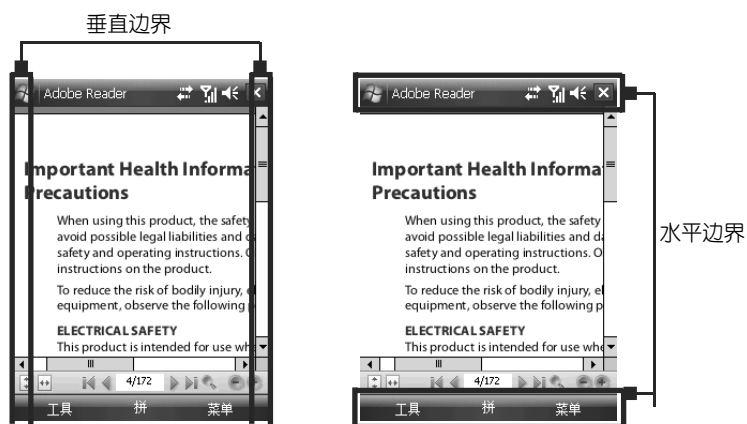 垂直边界
Adobe Reader
Important Health Informa
Precautions
When using this product, the safety
avoid possible legal liabilities and
safety and operating instructions.
instructions on the product.
To reduce the risk of bodily injury,
equipment, observe the following
ELECTRICAL SAFETY
This product is intended for use whe
4/172
工具 拼 菜单
Adobe Reader
Important Health Informa
Precautions
When using this product, the safety
avoid possible legal liabilities and da
safety and operating instructions. O
instructions on the product.
To reduce the risk of bodily injury, el
equipment, observe the following p
ELECTRICAL SAFETY
This product is intended for use whe
4/172
工具 拼 菜单
水平边界